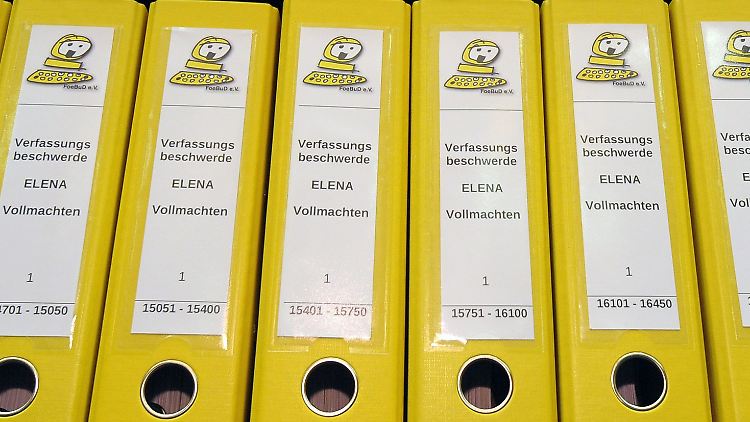 FoeBuD e.V.
Verfassungs
beschwerde
ELENA
Vollmachten
1
4701 - 15050
FoeBuD e.V.
Verfassungs
beschwerde
ELENA
Vollmachten
1
15051 - 15400
FoeBuD e.V.
Verfassungs
beschwerde
ELENA
Vollmachten
1
15401 - 15750
FoeBuD e.V.
Verfassungs
beschwerde
ELENA
Vollmachten
1
15751 - 16100
FoeBuD e.V.
Verfassungs
beschwerde
ELENA
Vollmachten
1
16101 - 16450